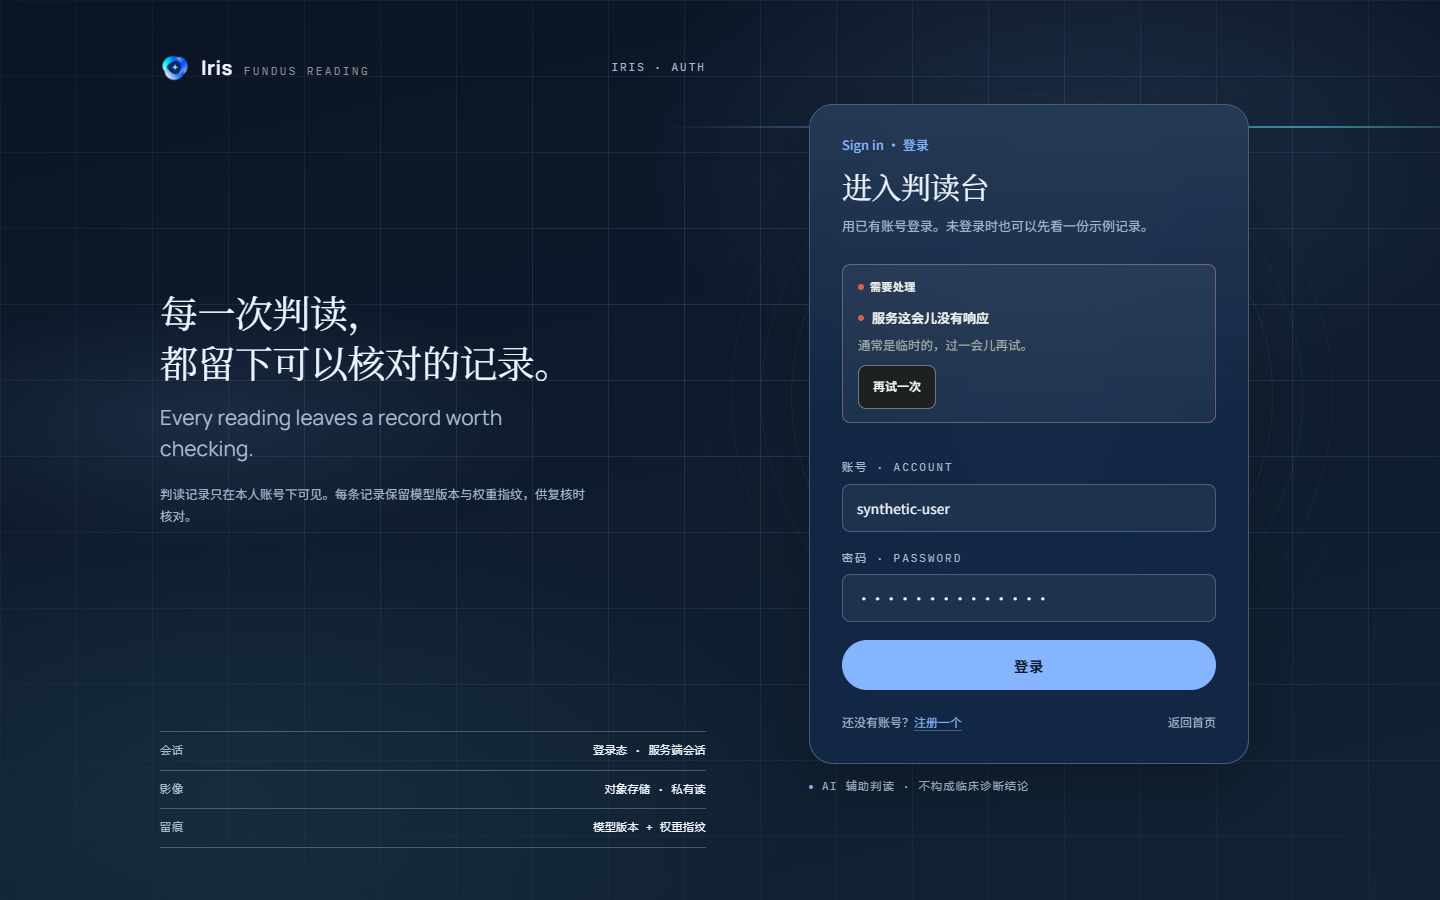 Iris FUNDUS READING
IRIS · AUTH
每一次判读，
都留下可以核对的记录。
Every reading leaves a record worth
checking.
判读记录只在本人账号下可见。每条记录保留模型版本与权重指纹，供复核时
核对。
会话 登录态 · 服务端会话
影像 对象存储 · 私有读
留痕 模型版本 + 权重指纹
Sign in · 登录
进入判读台
用已有账号登录。未登录时也可以先看一份示例记录。
需要处理
服务这会儿没有响应
通常是临时的，过一会儿再试。
再试一次
账号 · ACCOUNT
synthetic-user
密码 · PASSWORD
••••••••••••••
登录
还没有账号？注册一个 返回首页
AI 辅助判读 · 不构成临床诊断结论